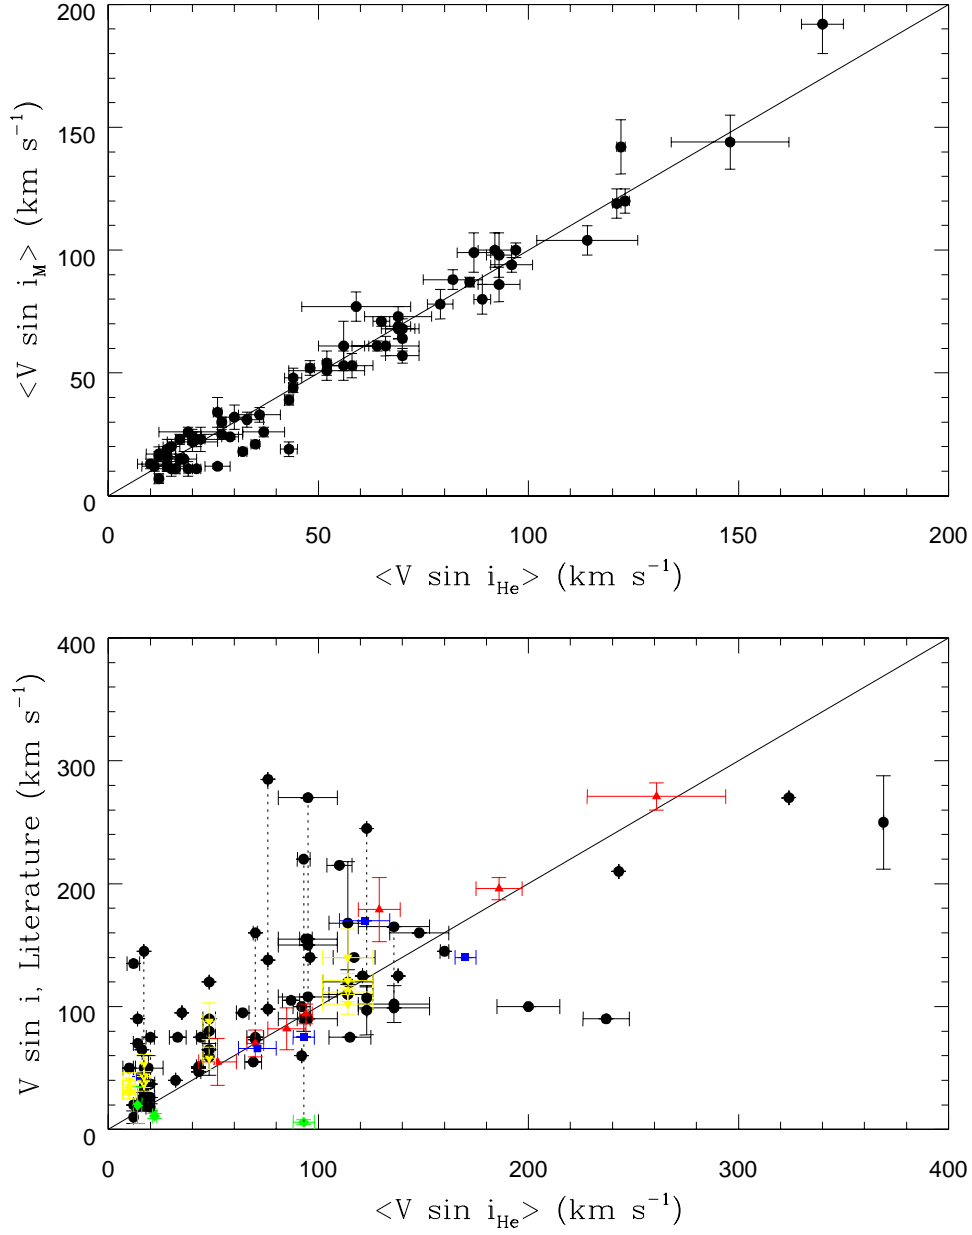 200
150
100
50
0
<V sin i_M> (km s⁻¹)
0 50 100 150 200
<V sin i_He> (km s⁻¹)
400
300
200
100
0
V sin i, Literature (km s⁻¹)
0 100 200 300 400
<V sin i_He> (km s⁻¹)